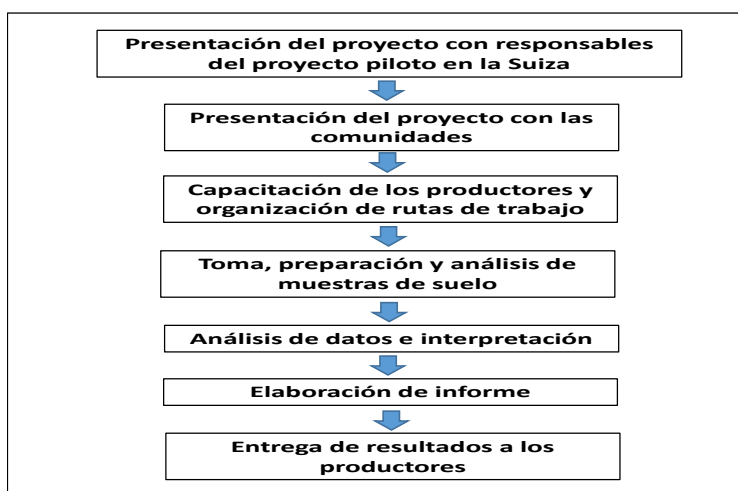 Presentación del proyecto con responsables
del proyecto piloto en la Suiza
Presentación del proyecto con las
comunidades
Capacitación de los productores y
organización de rutas de trabajo
Toma, preparación y análisis de
muestras de suelo
Análisis de datos e interpretación
Elaboración de informe
Entrega de resultados a los
productores